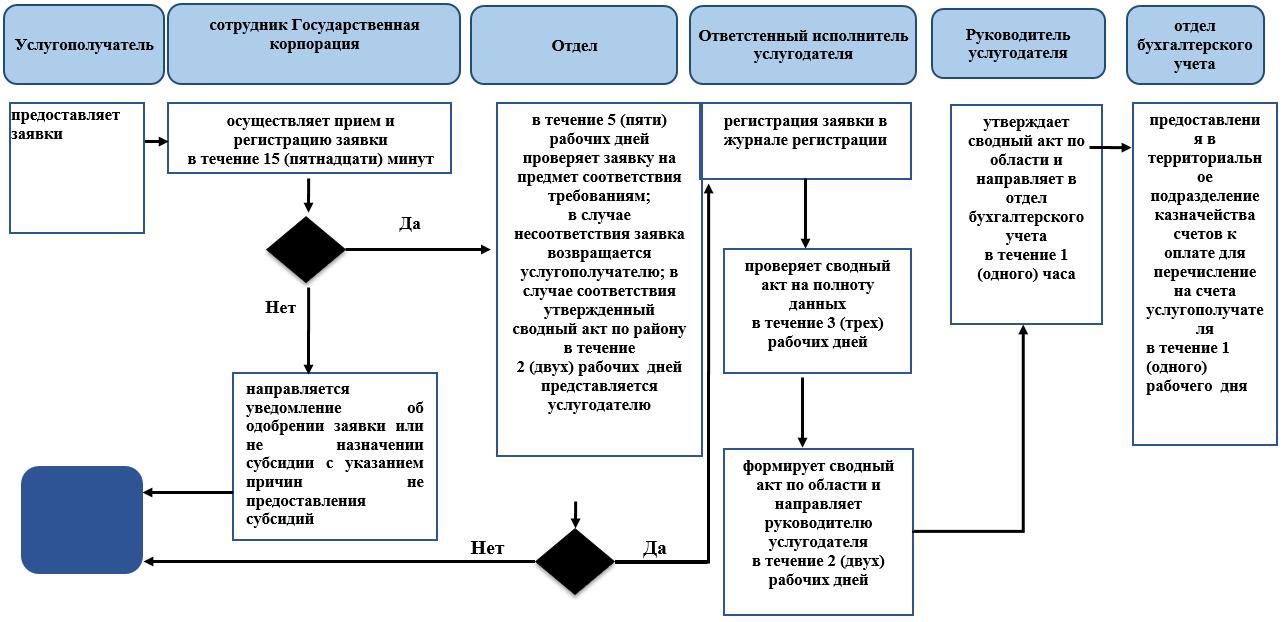 Услугополучатель
сотрудник Государственная
корпорация
Отдел
Ответстенный исполнитель
услугодателя
Руководитель
услугодателя
отдел
бухгалтерского
учета
предоставляет
заявки
осуществляет прием и
регистрацию заявки
в течение 15 (пятнадцати) минут
Да
Нет
направляется
уведомление об
одобрении заявки или
не назначении
субсидии с указанием
причин не
предоставления
субсидий
в течение 5 (пяти)
рабочих дней
проверяет заявку на
предмет соответствия
требованиям;
в случае
несоответствия заявка
возвращается
услугополучателю; в
случае соответствия
утвержденный
сводный акт по району
в течение
2 (двух) рабочих дней
представляется
услугодателю
Нет
Да
регистрация заявки в
журнале регистрации
проверяет сводный
акт на полноту
данных
в течение 3 (трех)
рабочих дней
формирует сводный
акт по области и
направляет
руководителю
услугодателя
в течение 2 (двух)
рабочих дней
утверждает
сводный акт по
области и
направляет в
отдел
бухгалтерского
учета
в течение 1
(одного) часа
предоставлени
я в
территориальн
ое
подразделение
казначейства
счетов к
оплате для
перечисление
на счета
услугополучате
ля
в течение 1
(одного)
рабочего дня